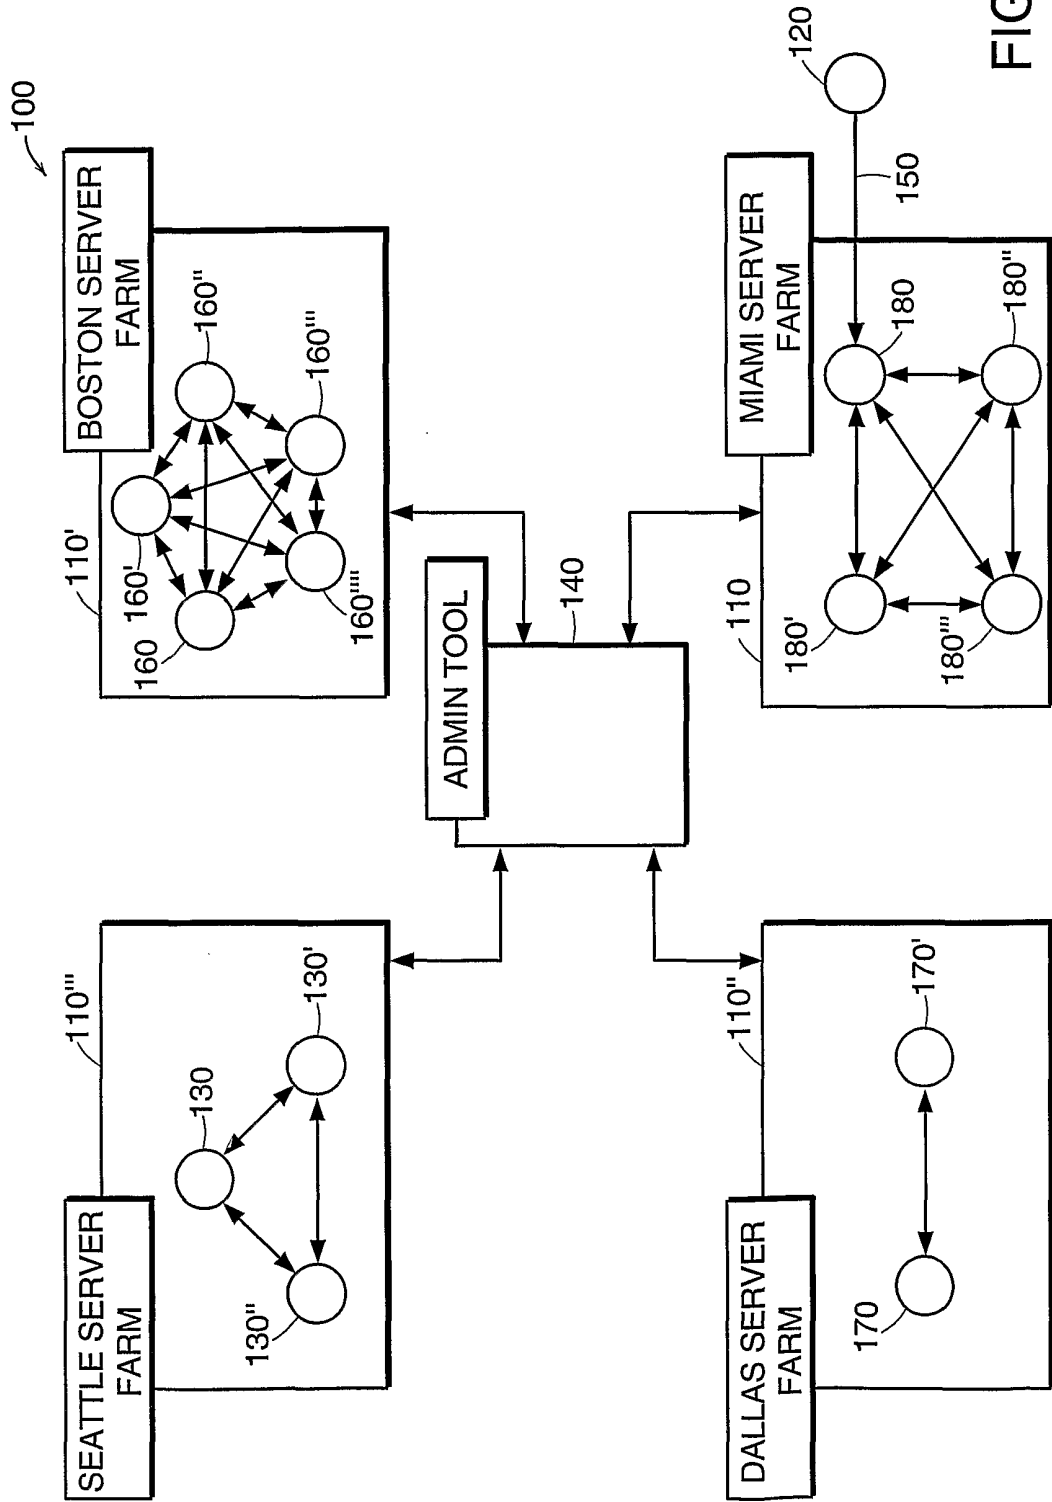 100
SEATTLE SERVER
FARM
110'''
130
130'
130''
BOSTON SERVER
FARM
110'
160'
160
160''
160'''
160''''
ADMIN TOOL
140
DALLAS SERVER
FARM
110''
170
170'
MIAMI SERVER
FARM
110
180'
180
180'''
180''
150
120
FIG